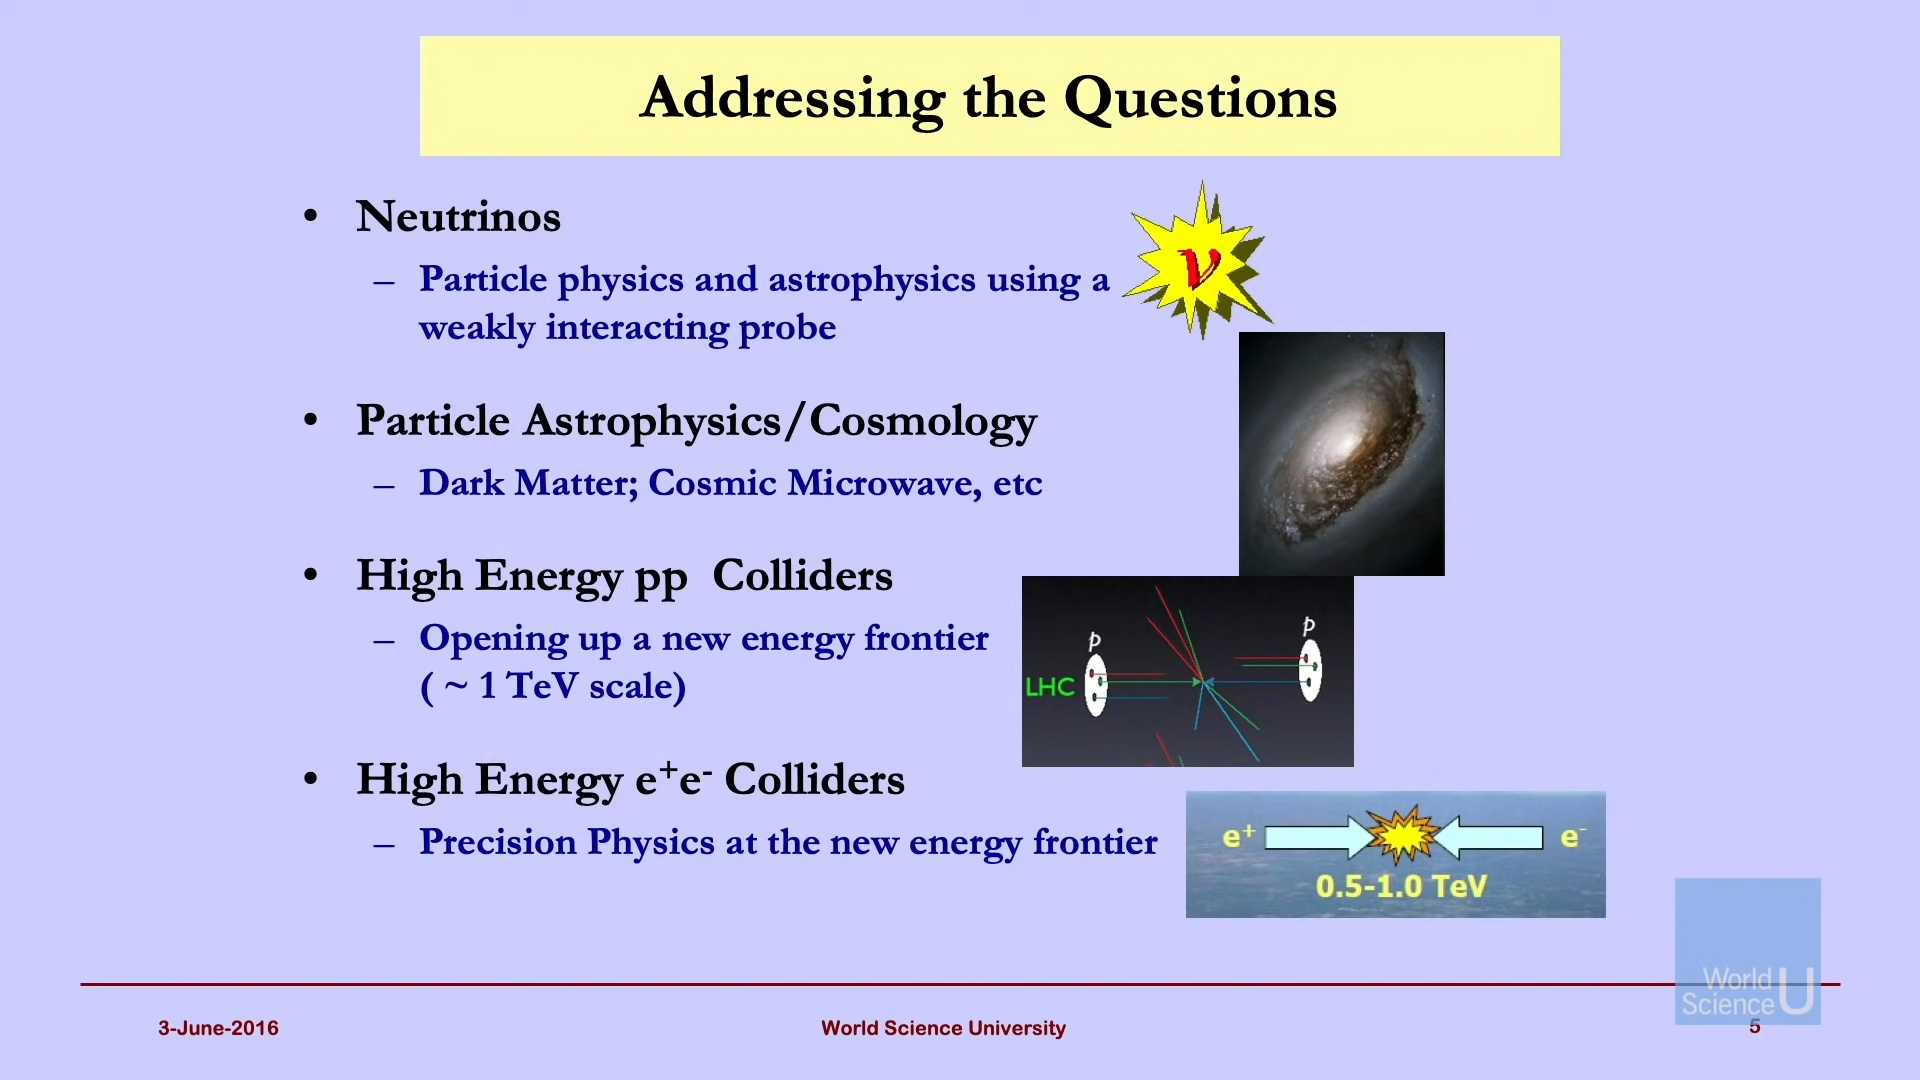 Addressing the Questions
• Neutrinos
ν
– Particle physics and astrophysics using a
weakly interacting probe
• Particle Astrophysics/Cosmology
– Dark Matter; Cosmic Microwave, etc
• High Energy pp Colliders
– Opening up a new energy frontier
( ~ 1 TeV scale)
p
p
LHC
• High Energy e⁺e⁻ Colliders
– Precision Physics at the new energy frontier
e⁺ e⁻
0.5-1.0 TeV
World
Science U
3-June-2016
World Science University
5